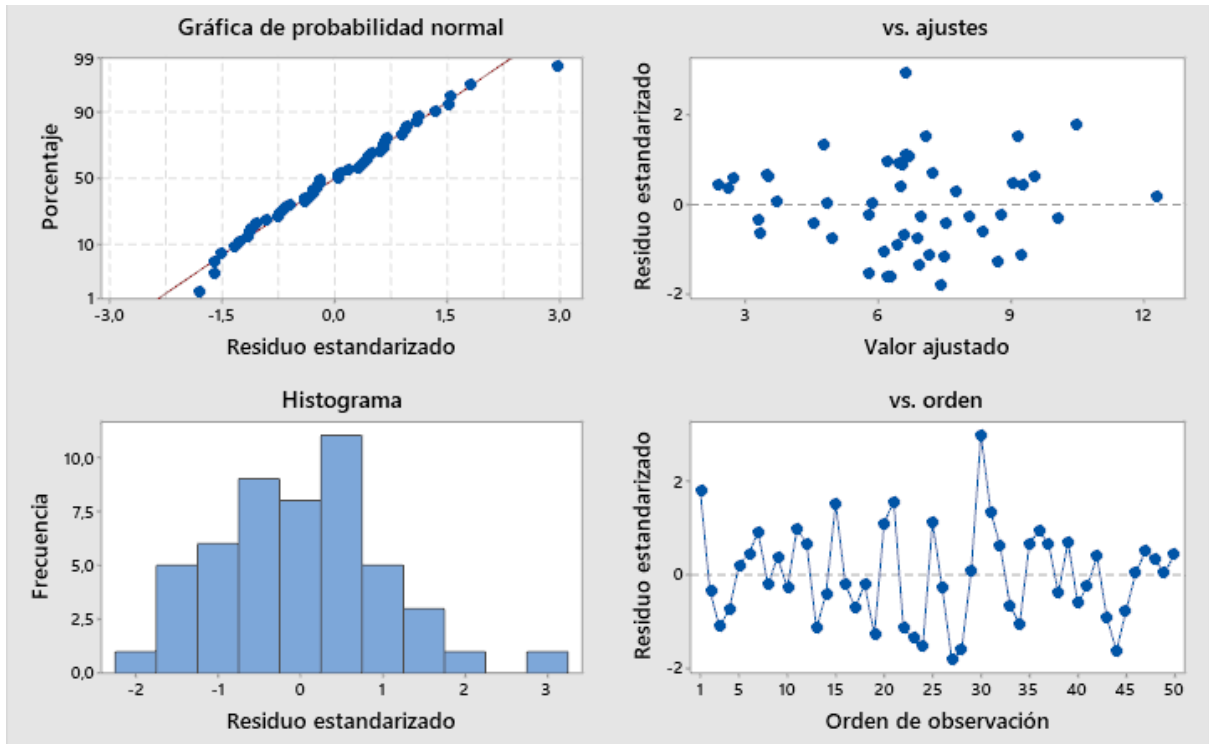 Gráfica de probabilidad normal
99
90
50
10
1
Porcentaje
-3,0 -1,5 0,0 1,5 3,0
Residuo estandarizado
vs. ajustes
2
0
-2
Residuo estandarizado
3 6 9 12
Valor ajustado
Histograma
10,0
7,5
5,0
2,5
0,0
Frecuencia
-2 -1 0 1 2 3
Residuo estandarizado
vs. orden
2
0
-2
Residuo estandarizado
1 5 10 15 20 25 30 35 40 45 50
Orden de observación